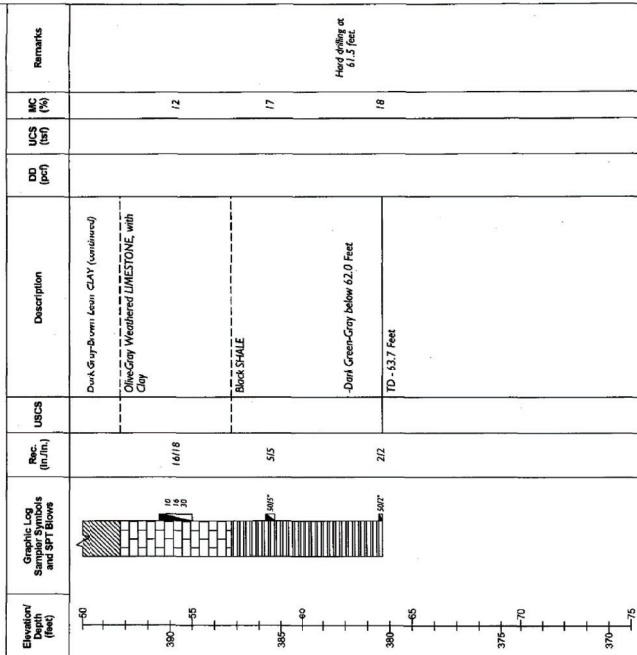 Elevation/
Depth
(feet)
Graphic Log
Sampler Symbols
and SPT Blows
Rec.
(in./in.)
USCS
Description
DD
(pcf)
UCS
(tsf)
MC
(%)
Remarks
50
Dark Gray-Brown Lean CLAY (continued)
Olive-Gray Weathered LIMESTONE, with
Clay
390
10
16
30
16/18
12
55
Black SHALE
385
50/5"
5/5
17
60
-Dark Green-Gray below 62.0 Feet
Hard drilling at
61.5 feet.
380
50/2"
2/2
18
TD - 63.7 Feet
65
375
70
75